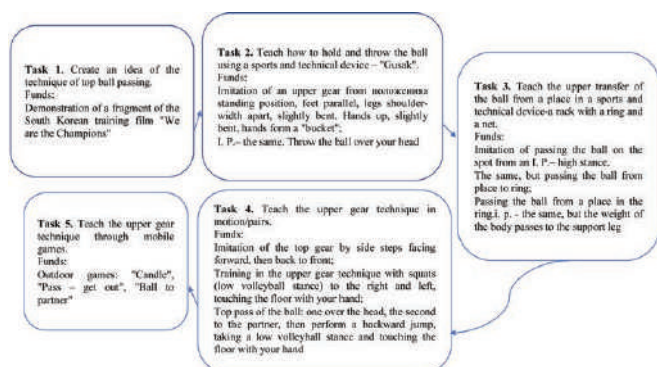 Task 1. Create an idea of the
technique of top ball passing.
Funds:
Demonstration of a fragment of the
South Korean training film "We
are the Champions"
Task 2. Teach how to hold and throw the ball
using a sports and technical device – "Gusak".
Funds:
Imitation of an upper gear from положениna
standing position, feet parallel, legs shoulder-
width apart, slightly bent. Hands up, slightly
bent, hands form a "bucket";
I. P.– the same. Throw the ball over your head
Task 3. Teach the upper transfer of
the ball from a place in a sports and
technical device-a rack with a ring and
a net.
Funds:
Imitation of passing the ball on the
spot from an I. P.– high stance.
The same, but passing the ball from
place to ring;
Passing the ball from a place in the
ring.i. p. - the same, but the weight of
the body passes to the support leg
Task 4. Teach the upper gear technique in
motion/pairs.
Funds:
Imitation of the top gear by side steps facing
forward, then back to front;
Training in the upper gear technique with squats
(low volleyball stance) to the right and left,
touching the floor with your hand;
Top pass of the ball: one over the head, the second
to the partner, then perform a backward jump,
taking a low volleyball stance and touching the
floor with your hand
Task 5. Teach the upper gear
technique through mobile
games.
Funds:
Outdoor games: "Candle",
"Pass – get out", "Ball to
partner"